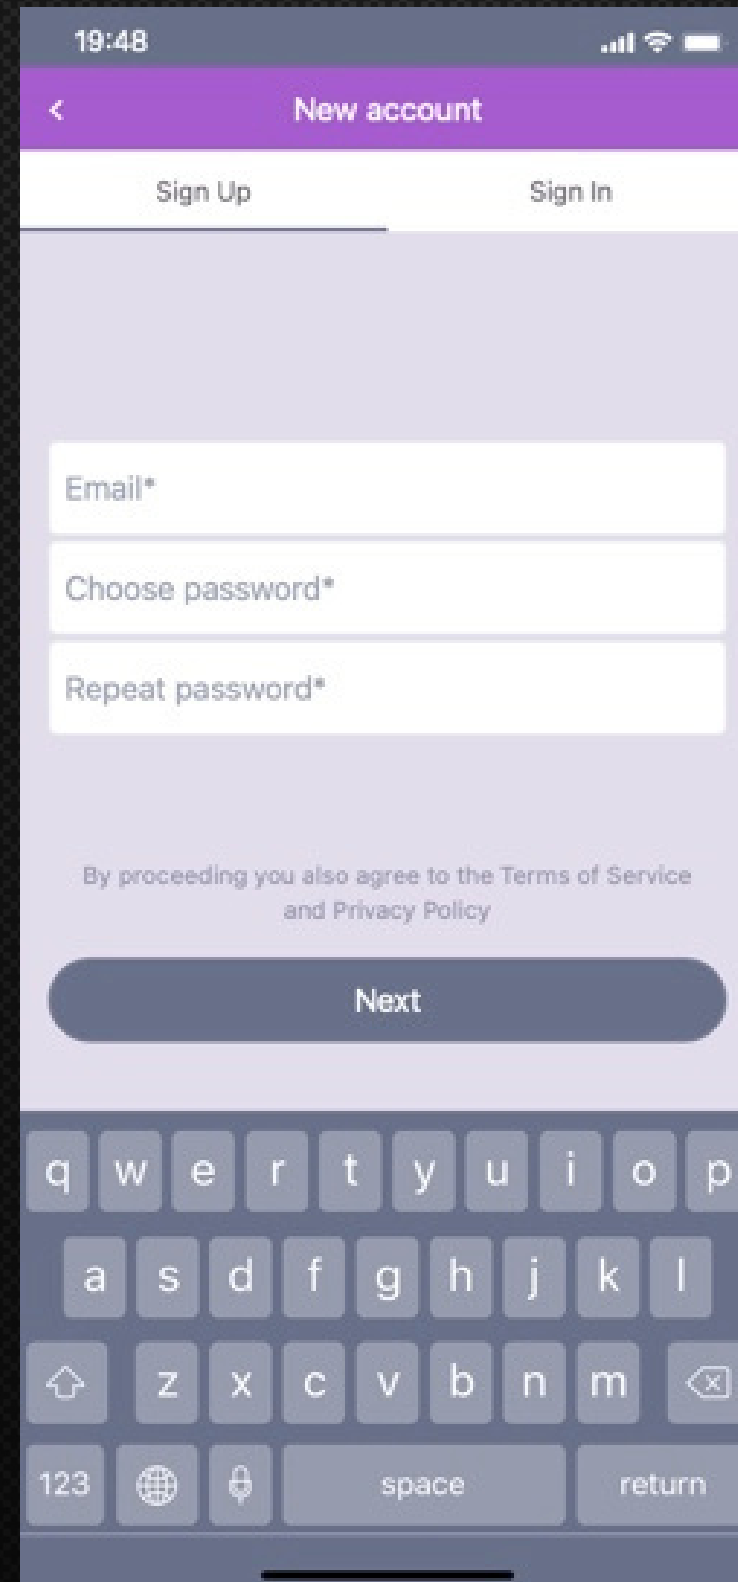 19:48
New account
Sign Up Sign In
Email*
Choose password*
Repeat password*
By proceeding you also agree to the Terms of Service
and Privacy Policy
Next
q w e r t y u i o p
a s d f g h j k l
z x c v b n m
123 space return